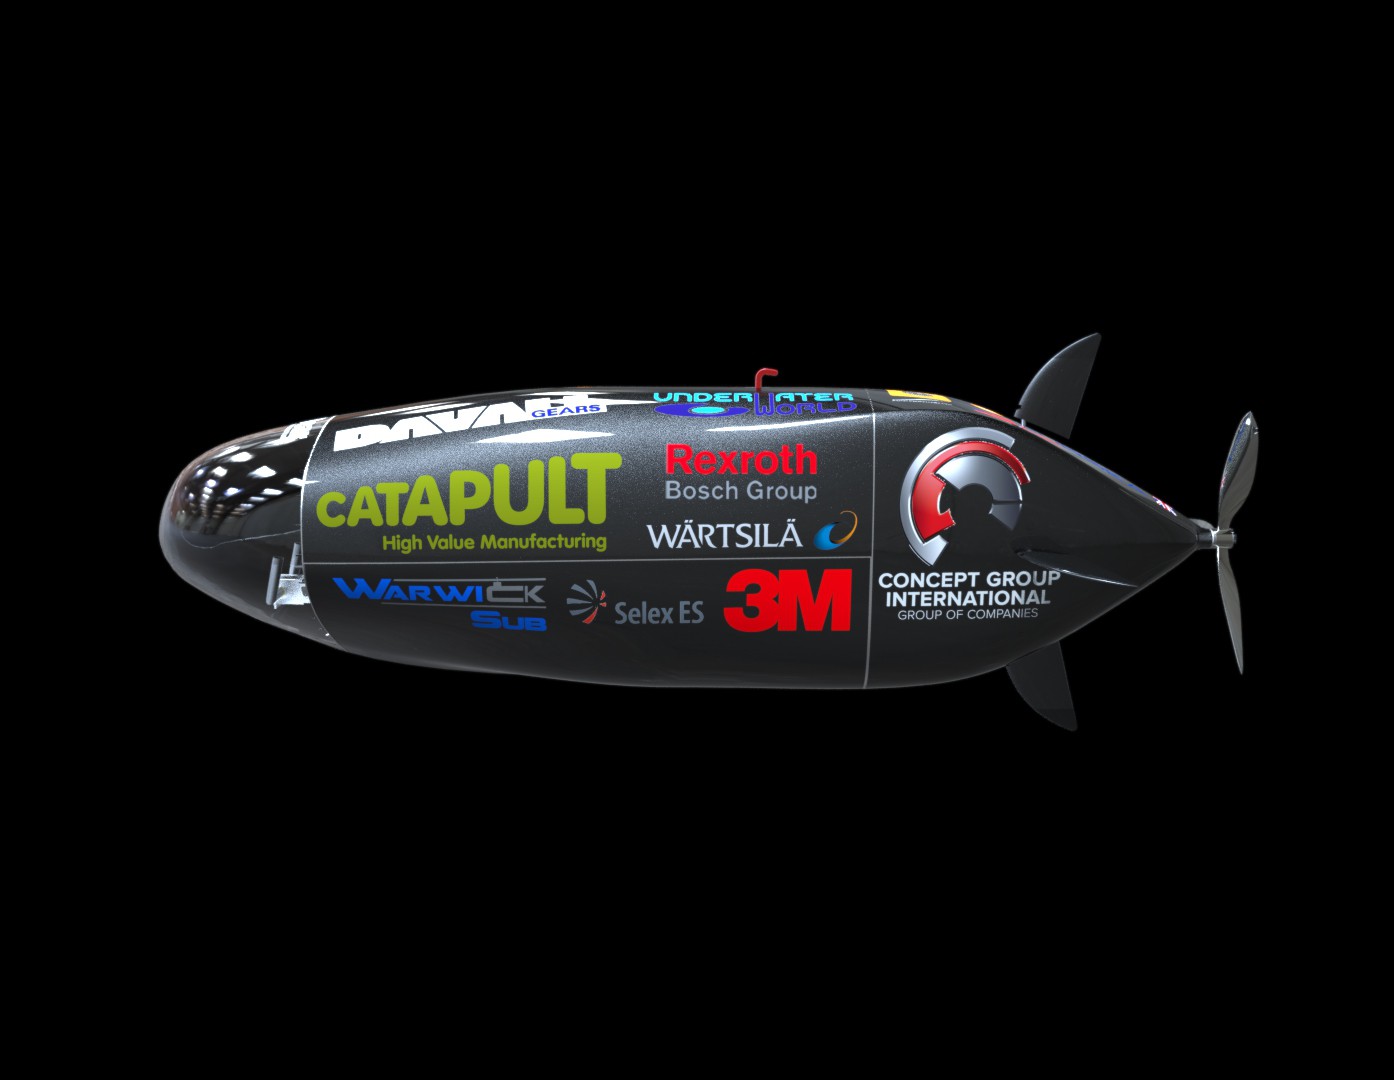 DAVALL
GEARS
UNDERWATER
WORLD
CATAPULT
High Value Manufacturing
Rexroth
Bosch Group
WÄRTSILÄ
WARWICK
SUB
Selex ES
3M
CONCEPT GROUP
INTERNATIONAL
GROUP OF COMPANIES